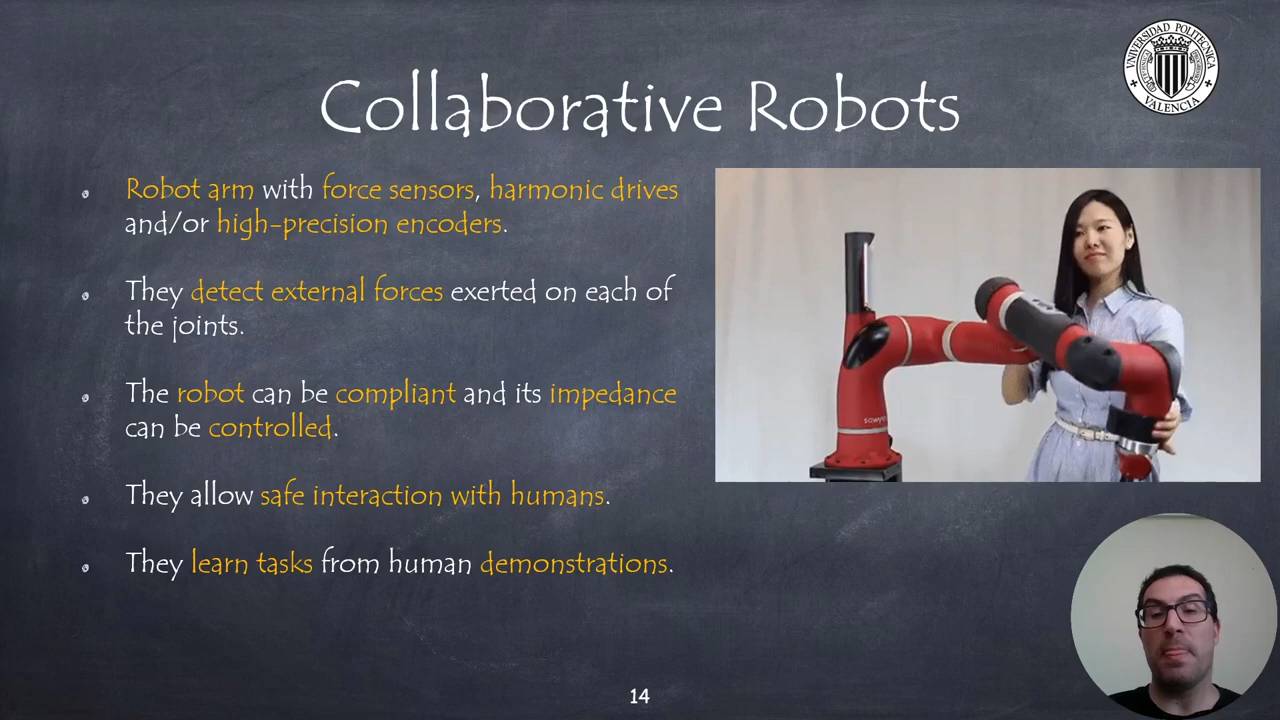 UNIVERSIDAD POLITECNICA
VALENCIA
Collaborative Robots
Robot arm with force sensors, harmonic drives
and/or high-precision encoders.
They detect external forces exerted on each of
the joints.
The robot can be compliant and its impedance
can be controlled.
They allow safe interaction with humans.
They learn tasks from human demonstrations.
14